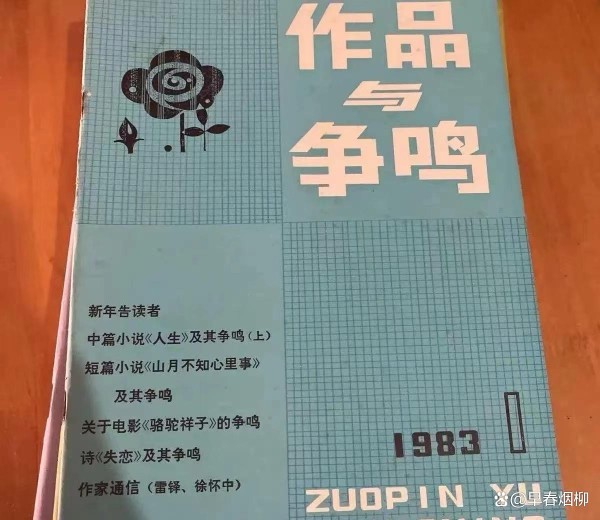 作品
与
争鸣
新年告读者
中篇小说《人生》及其争鸣(上)
短篇小说《山月不知心里事》
及其争鸣
关于电影《骆驼祥子》的争鸣
诗《失恋》及其争鸣
作家通信(雷铎、徐怀中)
1983 1
ZUOPIN YU
@早春烟柳